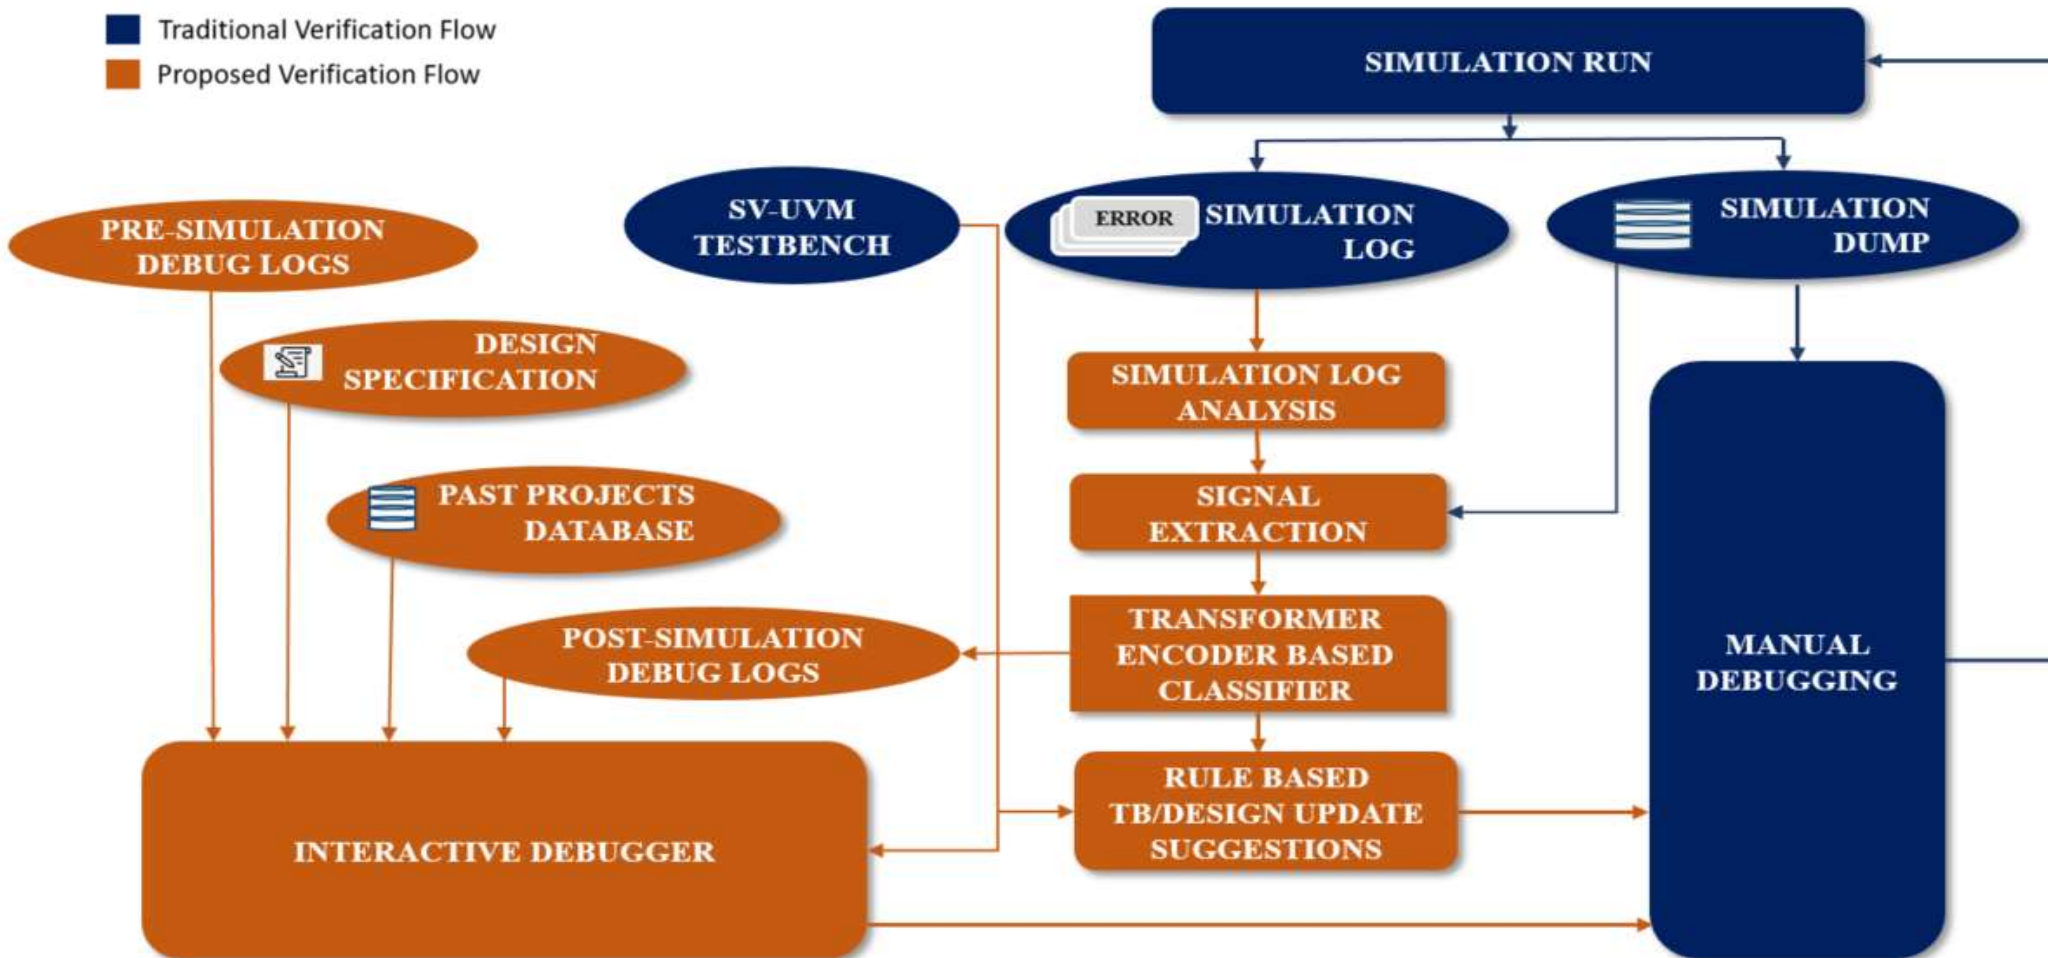 Traditional Verification Flow
Proposed Verification Flow
SIMULATION RUN
PRE-SIMULATION
DEBUG LOGS
SV-UVM
TESTBENCH
ERROR
SIMULATION
LOG
SIMULATION
DUMP
DESIGN
SPECIFICATION
SIMULATION LOG
ANALYSIS
PAST PROJECTS
DATABASE
SIGNAL
EXTRACTION
POST-SIMULATION
DEBUG LOGS
TRANSFORMER
ENCODER BASED
CLASSIFIER
MANUAL
DEBUGGING
RULE BASED
TB/DESIGN UPDATE
SUGGESTIONS
INTERACTIVE DEBUGGER